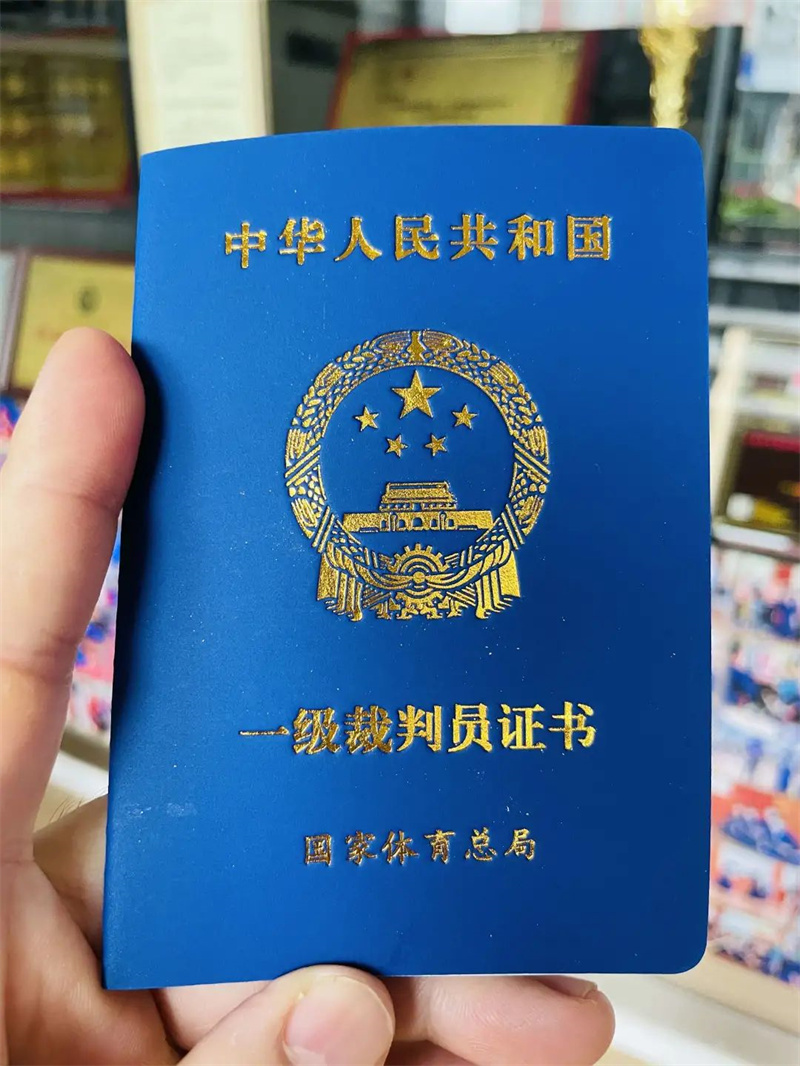 中华人民共和国
一级裁判员证书
国家体育总局